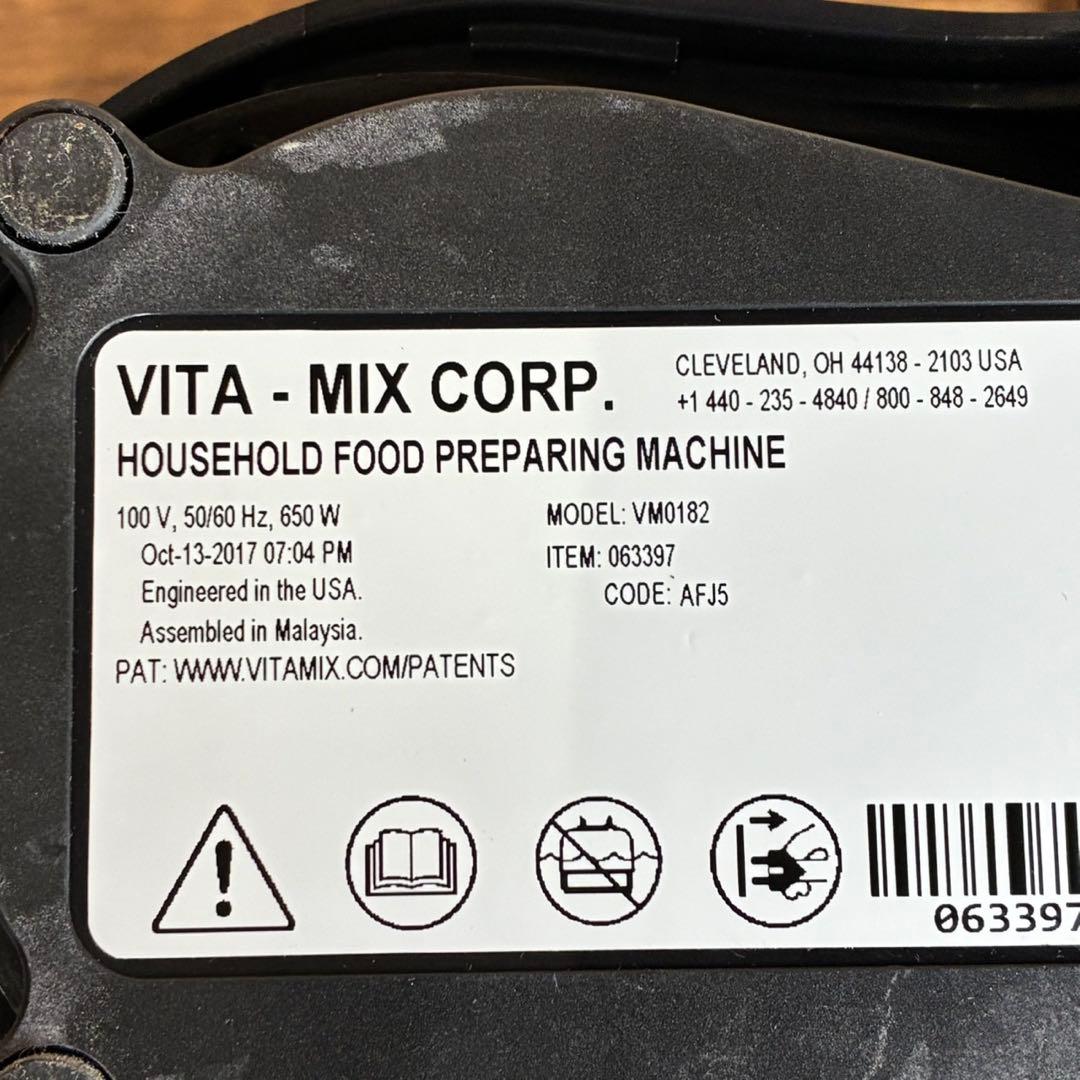 VITA - MIX CORP.
CLEVELAND, OH 44138 - 2103 USA
+1 440 - 235 - 4840 / 800 - 848 - 2649
HOUSEHOLD FOOD PREPARING MACHINE
100 V, 50/60 Hz, 650 W
Oct-13-2017 07:04 PM
Engineered in the USA.
Assembled in Malaysia.
PAT: WWW.VITAMIX.COM/PATENTS
MODEL: VM0182
ITEM: 063397
CODE: AFJ5
063397